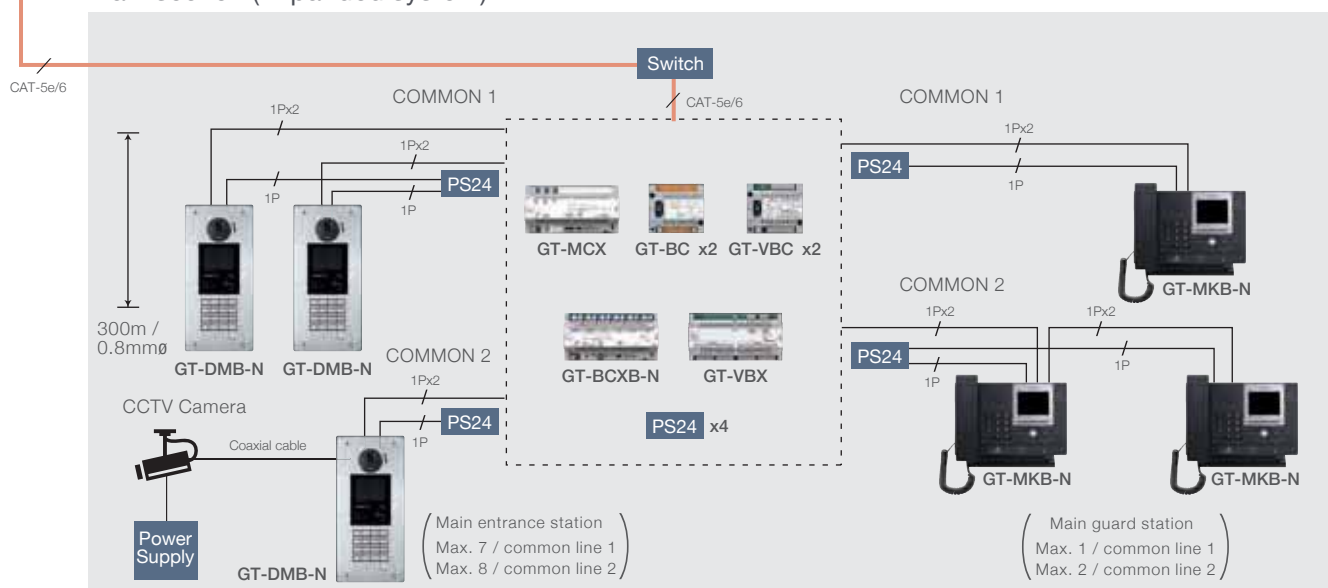 CAT-5e/6
Switch
CAT-5e/6
COMMON 1
1Px2
1Px2
1P
1P
PS24
300m /
0.8mmø
GT-DMB-N
GT-DMB-N
COMMON 2
1Px2
1P
PS24
CCTV Camera
Coaxial cable
Power
Supply
GT-DMB-N
Main entrance station
Max. 7 / common line 1
Max. 8 / common line 2
GT-MCX
GT-BC x2
GT-VBC x2
GT-BCXB-N
GT-VBX
PS24 x4
COMMON 1
1Px2
PS24
1P
GT-MKB-N
COMMON 2
1Px2
1Px2
PS24
1P
1P
GT-MKB-N
GT-MKB-N
Main guard station
Max. 1 / common line 1
Max. 2 / common line 2